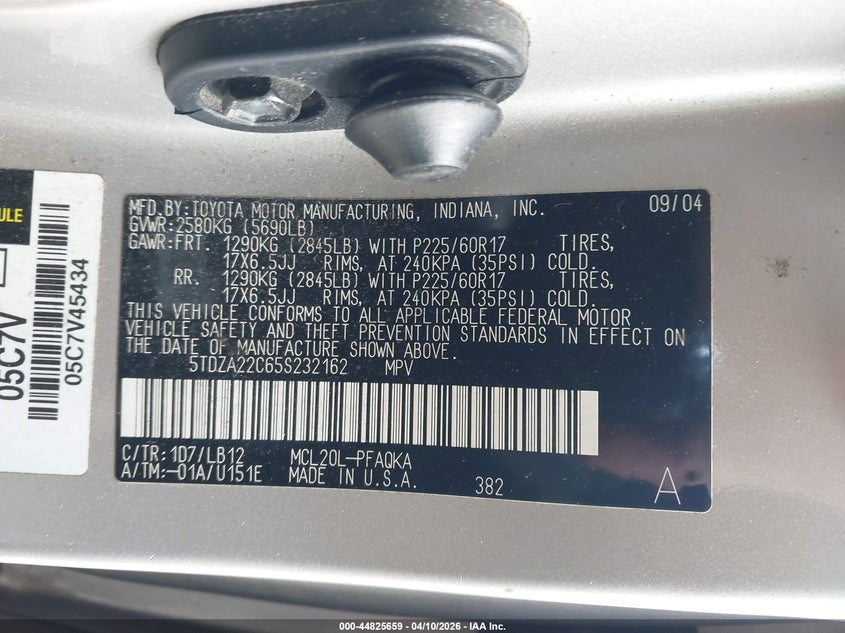 ULE
05C7V
05C7V45434
MFD.BY:TOYOTA MOTOR MANUFACTURING, INDIANA, INC. 09/04
GVWR:2580KG (5690LB)
GAWR:FRT. 1290KG (2845LB) WITH P225/60R17 TIRES,
17X6.5JJ RIMS, AT 240KPA (35PSI) COLD.
RR. 1290KG (2845LB) WITH P225/60R17 TIRES,
17X6.5JJ RIMS, AT 240KPA (35PSI) COLD.
THIS VEHICLE CONFORMS TO ALL APPLICABLE FEDERAL MOTOR
VEHICLE SAFETY AND THEFT PREVENTION STANDARDS IN EFFECT ON
THE DATE OF MANUFACTURE SHOWN ABOVE.
5TDZA22C65S232162 MPV
C/TR:1D7/LB12 MCL20L-PFAQKA
A/TM:-01A/U151E MADE IN U.S.A. 382 A
000-44825659 - 04/10/2026 - IAA Inc.